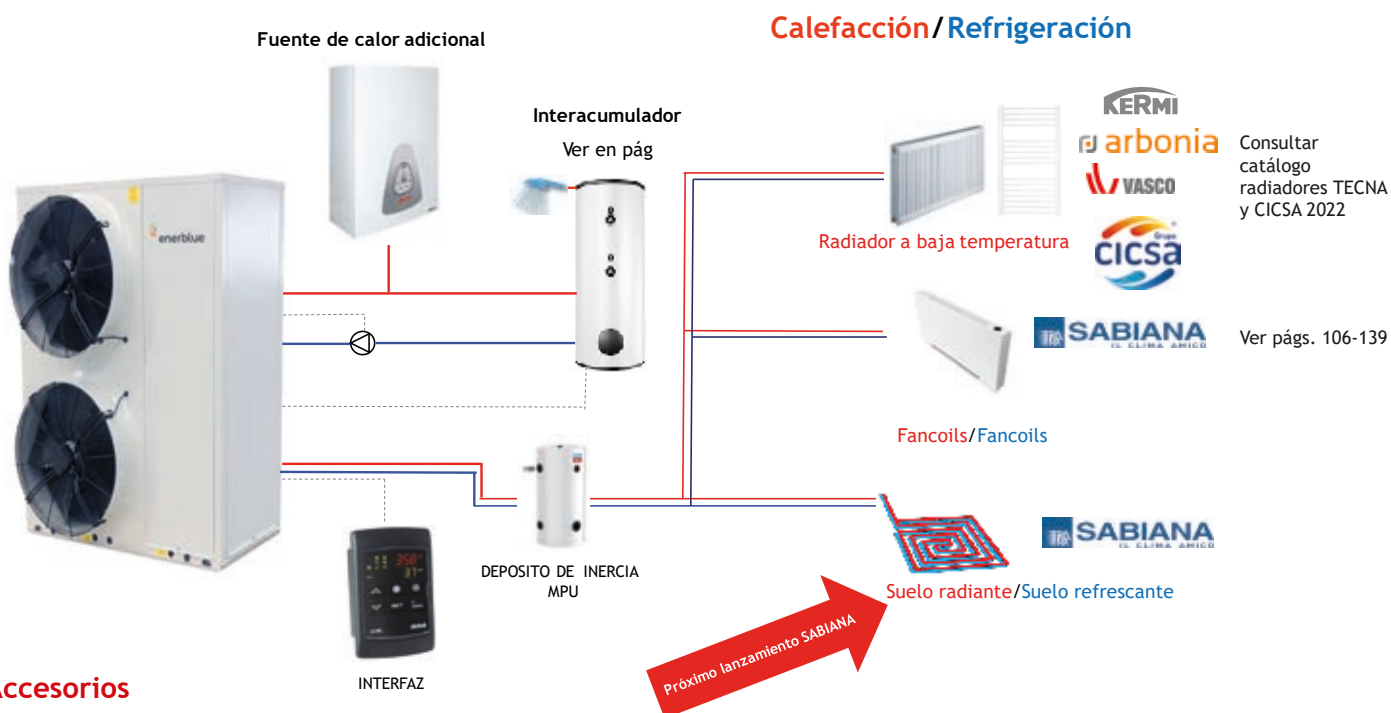 Calefacción/Refrigeración
Fuente de calor adicional
Interacumulador
Ver en pág
enerblue
KERMI
arbonia
VASCO
Grupo
CICSA
Consultar
catálogo
radiadores TECNA
y CICSA 2022
Radiador a baja temperatura
SABIANA
IL CLIMA AMICO
Ver págs. 106-139
Fancoils/Fancoils
SABIANA
IL CLIMA AMICO
Suelo radiante/Suelo refrescante
DEPOSITO DE INERCIA
MPU
Próximo lanzamiento SABIANA
INTERFAZ
ccesorios